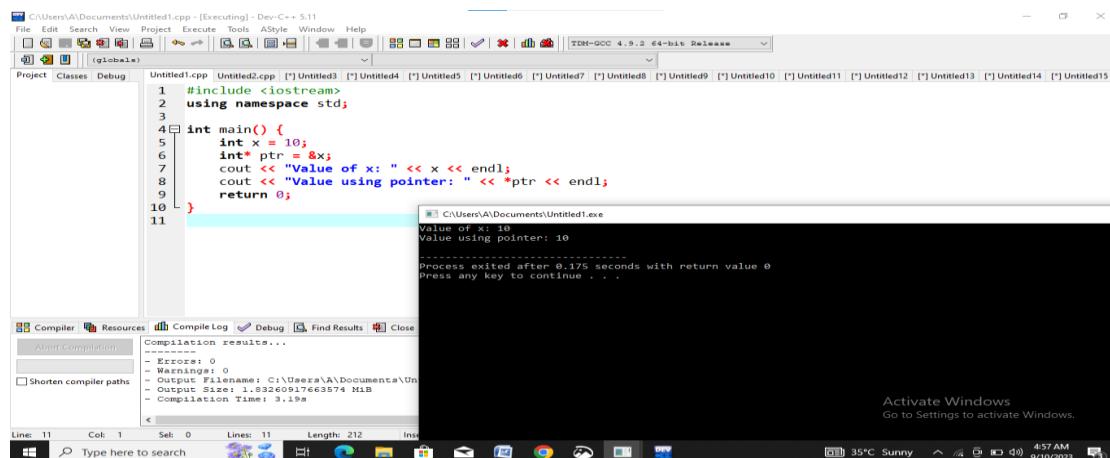 C:\Users\A\Documents\Untitled1.cpp - [Executing] - Dev-C++ 5.11
File Edit Search View Project Execute Tools AStyle Window Help
TDM-GCC 4.9.2 64-bit Release
(globals)
Project Classes Debug
Untitled1.cpp Untitled2.cpp [*] Untitled3 [*] Untitled4 [*] Untitled5 [*] Untitled6 [*] Untitled7 [*] Untitled8 [*] Untitled9 [*] Untitled10 [*] Untitled11 [*] Untitled12 [*] Untitled13 [*] Untitled14 [*] Untitled15
1 #include <iostream>
2 using namespace std;
3
4 int main() {
5 int x = 10;
6 int* ptr = &x;
7 cout << "Value of x: " << x << endl;
8 cout << "Value using pointer: " << *ptr << endl;
9 return 0;
10 }
11
C:\Users\A\Documents\Untitled1.exe
Value of x: 10
Value using pointer: 10
--------------------------------
Process exited after 0.175 seconds with return value 0
Press any key to continue . . .
Compiler Resources Compile Log Debug Find Results Close
Abort Compilation
Shorten compiler paths
Compilation results...
--------
- Errors: 0
- Warnings: 0
- Output Filename: C:\Users\A\Documents\Un
- Output Size: 1.83260917663574 MiB
- Compilation Time: 3.19s
Activate Windows
Go to Settings to activate Windows.
Line: 11 Col: 1 Sel: 0 Lines: 11 Length: 212 Inse
Type here to search
DEV
35°C Sunny
4:57 AM
9/10/2023